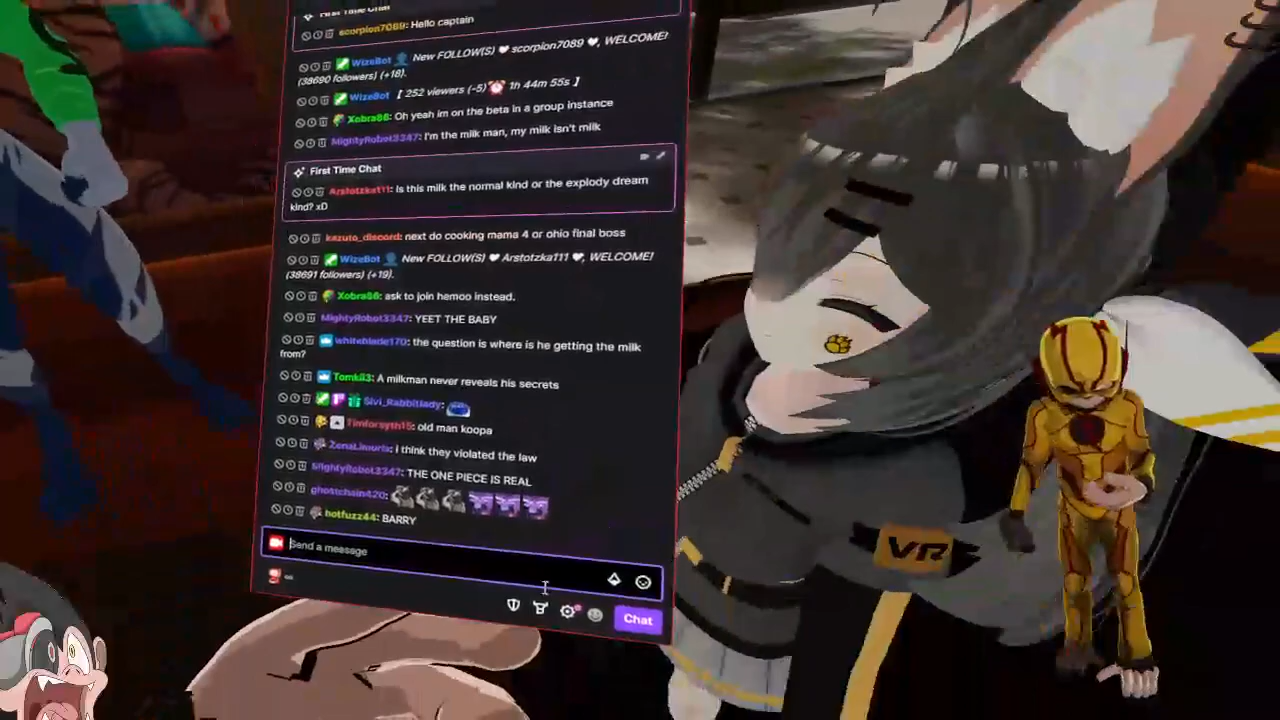 First Time Chat
scorpion7089: Hello captain
WizeBot New FOLLOW(S) ❤ scorpion7089 ❤, WELCOME!
(38690 followers) (+18).
WizeBot [ 252 viewers (-5) ⏰ 1h 44m 55s ]
Xobra86: Oh yeah im on the beta in a group instance
MightyRobot3347: I'm the milk man, my milk isn't milk
First Time Chat
Arstotzka111: Is this milk the normal kind or the explody dream
kind? xD
kazuto_discord: next do cooking mama 4 or ohio final boss
WizeBot New FOLLOW(S) ❤ Arstotzka111 ❤, WELCOME!
(38691 followers) (+19).
Xobra86: ask to join hemoo instead.
MightyRobot3347: YEET THE BABY
whiteblade170: the question is where is he getting the milk
from?
Tomkii3: A milkman never reveals his secrets
Sivi_Rabbitlady:
Timforsyth15: old man koopa
: I think they violated the law
MightyRobot3347: THE ONE PIECE IS REAL
ghostchain420:
hotfuzz44: BARRY
Send a message
Chat
VR